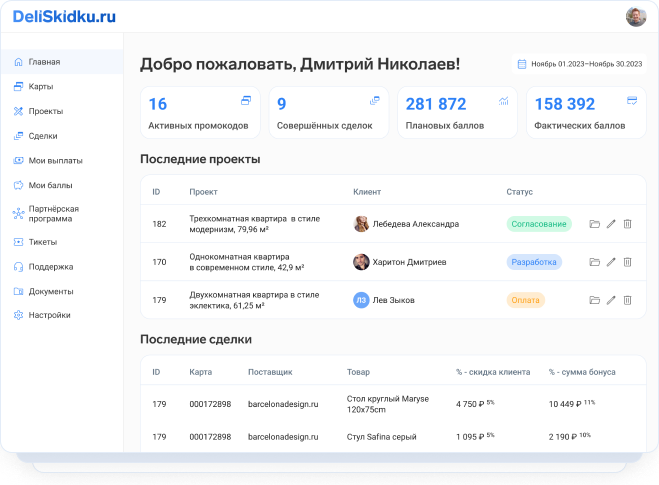 DeliSkidku.ru
Главная
Карты
Проекты
Сделки
Мои выплаты
Мои баллы
Партнёрская
программа
Тикеты
Поддержка
Документы
Настройки
Добро пожаловать, Дмитрий Николаев!
Ноябрь 01.2023–Ноябрь 30.2023
16
Активных промокодов
9
Совершённых сделок
281 872
Плановых баллов
158 392
Фактических баллов
Последние проекты
ID Проект Клиент Статус
182 Трехкомнатная квартира в стиле
модернизм, 79,96 м² Лебедева Александра Согласование
170 Однокомнатная квартира
в современном стиле, 42,9 м² Харитон Дмитриев Разработка
179 Двухкомнатная квартира в стиле
эклектика, 61,25 м² ЛЗ Лев Зыков Оплата
Последние сделки
ID Карта Поставщик Товар % - скидка клиента % - сумма бонуса
179 000172898 barcelonadesign.ru Стол круглый Maryse
120x75cm 4 750 ₽ 5% 10 449 ₽ 11%
179 000172898 barcelonadesign.ru Стул Safina серый 1 095 ₽ 5% 2 190 ₽ 10%